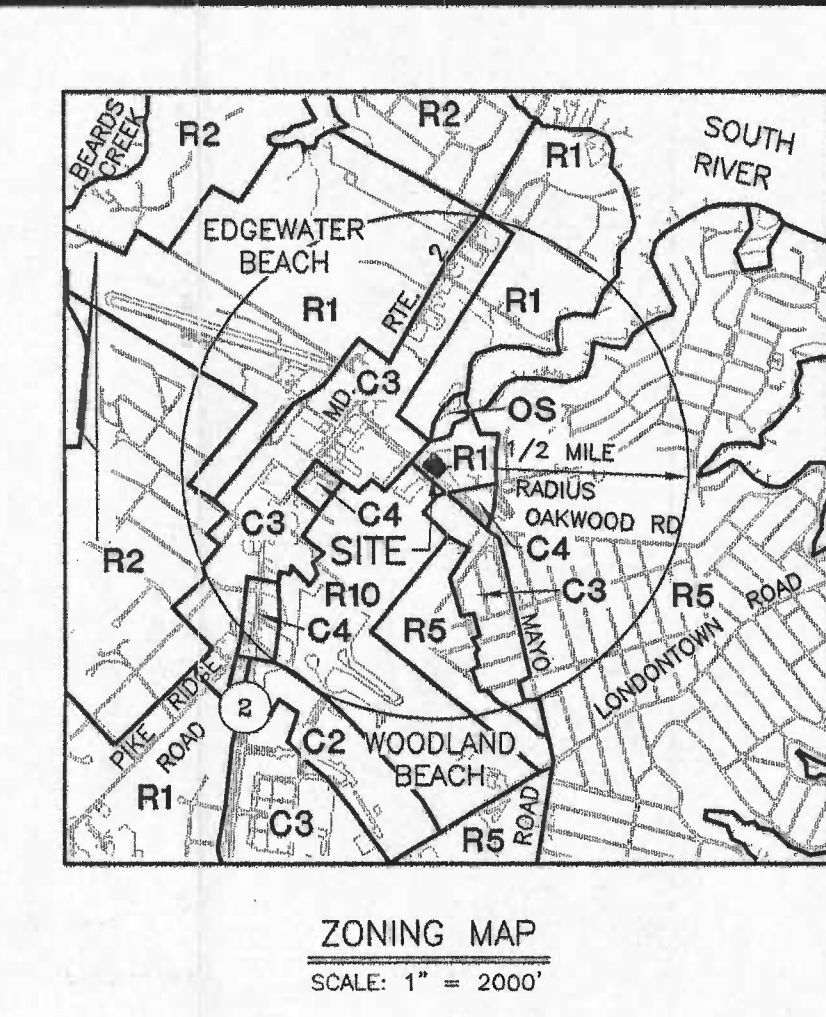 BEARDS
CREEK
R2
R2
R1
SOUTH
RIVER
EDGEWATER
BEACH
R1
RTE. 2
R1
MD.
C3
OS
R1
1/2 MILE
RADIUS
OAKWOOD RD
C3
C4
SITE
C4
R2
R10
C3
R5
C4
R5
MAYO
ROAD
LONDONTOWN ROAD
PIKE RIDGE
ROAD
2
C2
WOODLAND
BEACH
R1
C3
R5
ZONING MAP
SCALE: 1" = 2000'